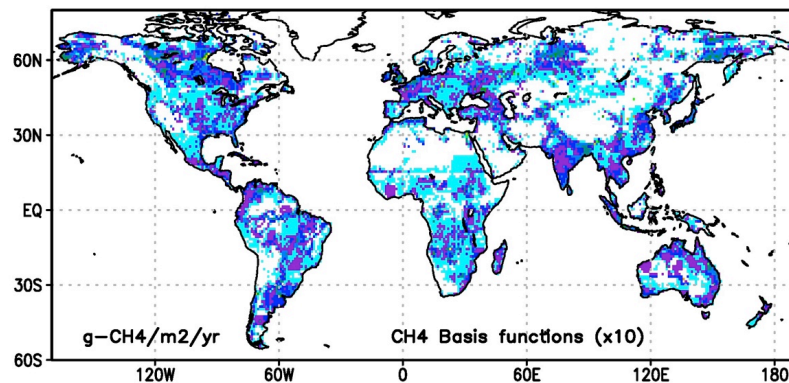 60N
30N
EQ
30S
g-CH4/m2/yr CH4 Basis functions (x10)
60S
120W 60W 0 60E 120E 180